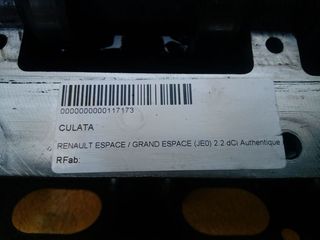 0000000000117173
CULATA
RENAULT ESPACE / GRAND ESPACE (JE0) 2.2 dCi Authentique
RFab: